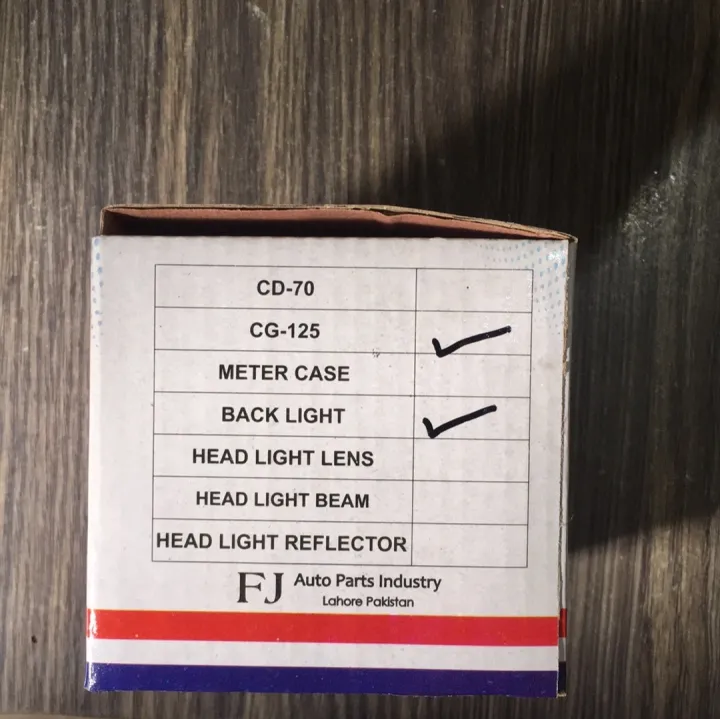 CD-70
CG-125 ✓
METER CASE
BACK LIGHT ✓
HEAD LIGHT LENS
HEAD LIGHT BEAM
HEAD LIGHT REFLECTOR
FJ Auto Parts Industry
Lahore Pakistan